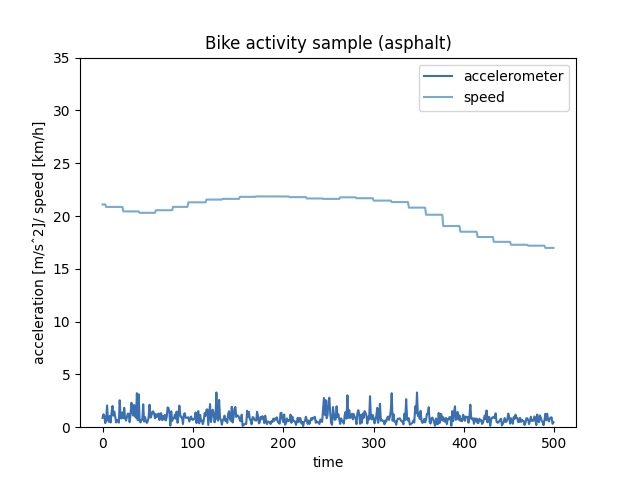 Bike activity sample (asphalt)
accelerometer
speed
acceleration [m/s^2]/ speed [km/h]
35
30
25
20
15
10
5
0
0 100 200 300 400 500
time